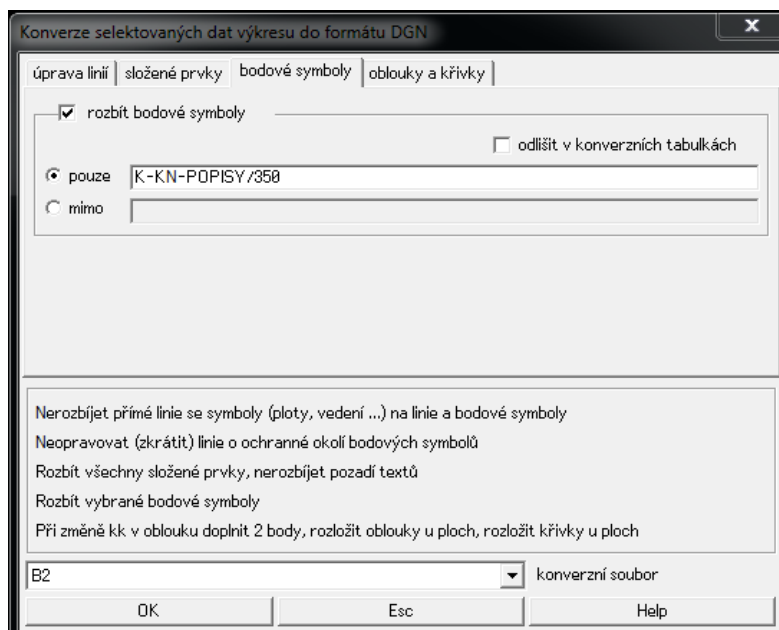 Konverze selektovaných dat výkresu do formátu DGN
x
úprava linií složené prvky bodové symboly oblouky a křivky
rozbít bodové symboly
odlišit v konverzních tabulkách
pouze K-KN-POPISY/350
mimo
Nerozbíjet přímé linie se symboly (ploty, vedení ...) na linie a bodové symboly
Neopravovat (zkrátit) linie o ochranné okolí bodových symbolů
Rozbít všechny složené prvky, nerozbíjet pozadí textů
Rozbít vybrané bodové symboly
Při změně kk v oblouku doplnit 2 body, rozložit oblouky u ploch, rozložit křivky u ploch
B2 konverzní soubor
OK Esc Help